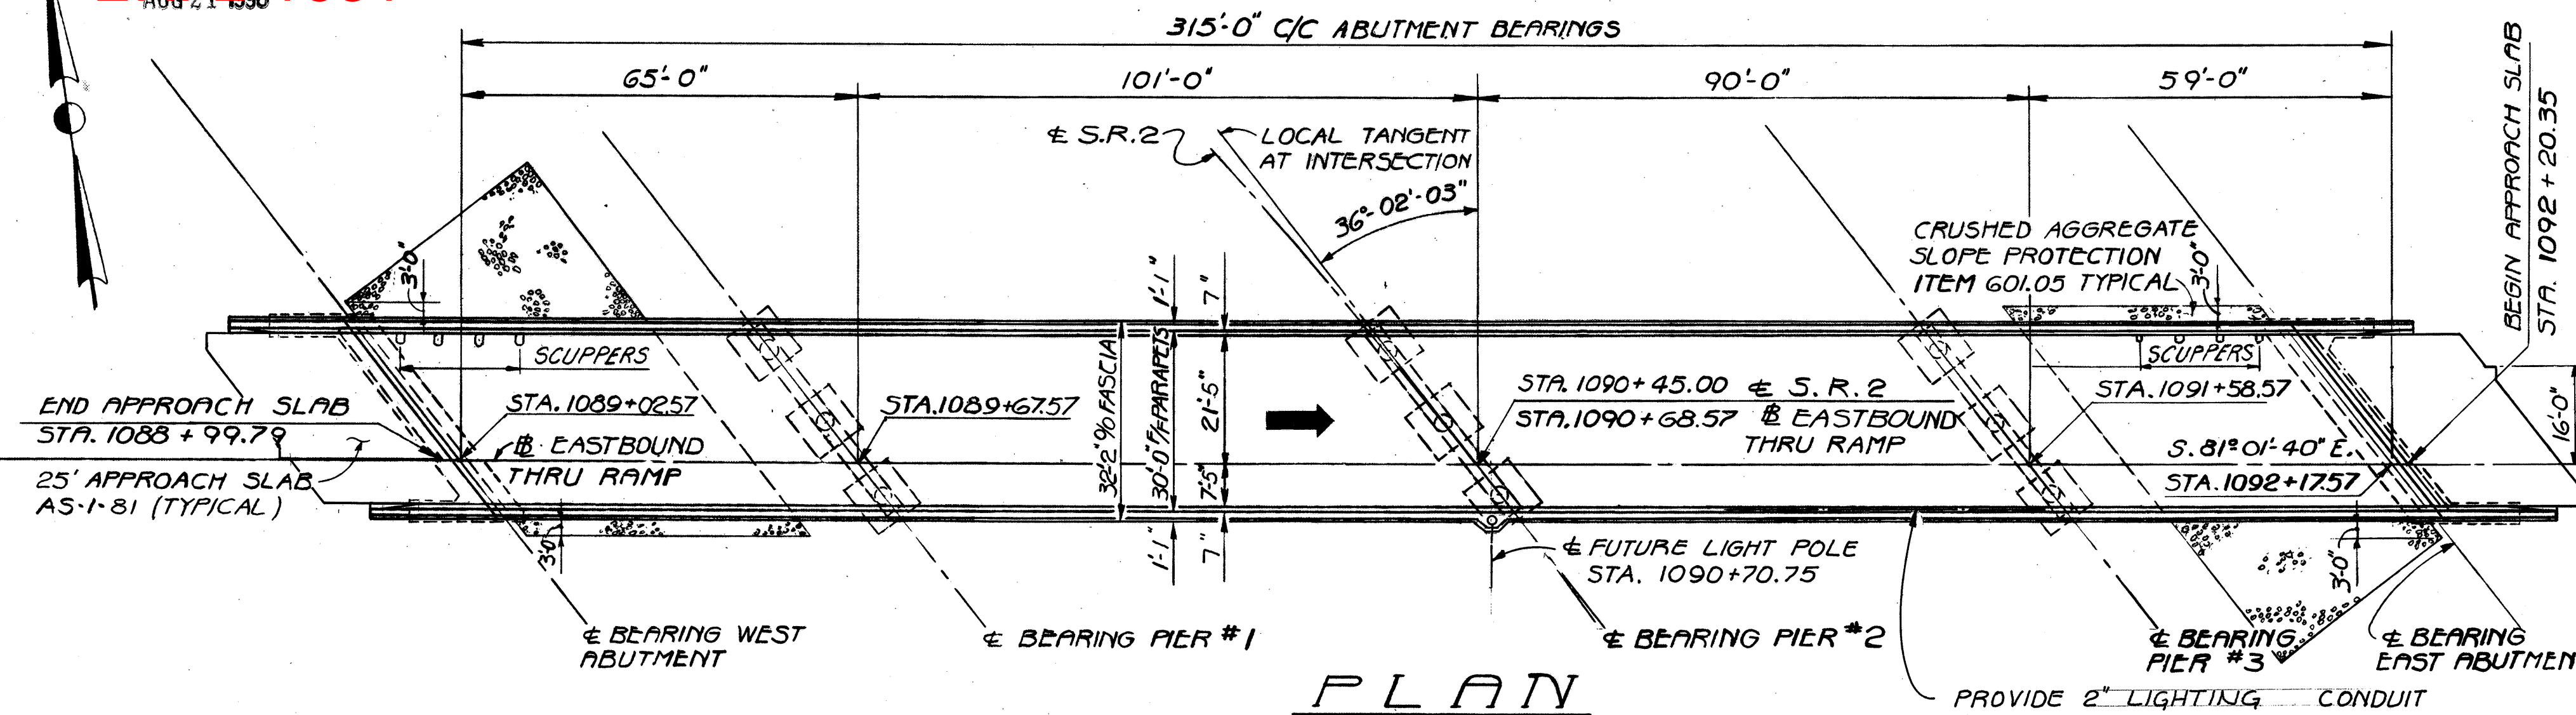 AUG 21 1990
315'-0" C/C ABUTMENT BEARINGS
65'-0"
101'-0"
90'-0"
59'-0"
BEGIN APPROACH SLAB
STA. 1092 + 20.35
℄ S.R.2
LOCAL TANGENT
AT INTERSECTION
36°-02'-03"
CRUSHED AGGREGATE
SLOPE PROTECTION
ITEM 601.05 TYPICAL
3'-0"
3'-0"
1'-1"
7"
SCUPPERS
SCUPPERS
32'-2" O/O FASCIA
30'-0" F/F PARAPETS
21'-5"
7'-5"
1'-1"
7"
END APPROACH SLAB
STA. 1088 + 99.79
STA. 1089+02.57
STA. 1089+67.57
STA. 1090+45.00 ℄ S.R.2
STA. 1090+68.57 ⅊ EASTBOUND
THRU RAMP
STA. 1091+58.57
16'-0"
℄ EASTBOUND
THRU RAMP
S. 81° 01'-40" E.
STA. 1092+17.57
25' APPROACH SLAB
AS-1-81 (TYPICAL)
3'-0"
3'-0"
℄ FUTURE LIGHT POLE
STA. 1090+70.75
℄ BEARING WEST
ABUTMENT
℄ BEARING PIER #1
℄ BEARING PIER #2
℄ BEARING
PIER #3
℄ BEARING
EAST ABUTMEN
PLAN
PROVIDE 2" LIGHTING CONDUIT